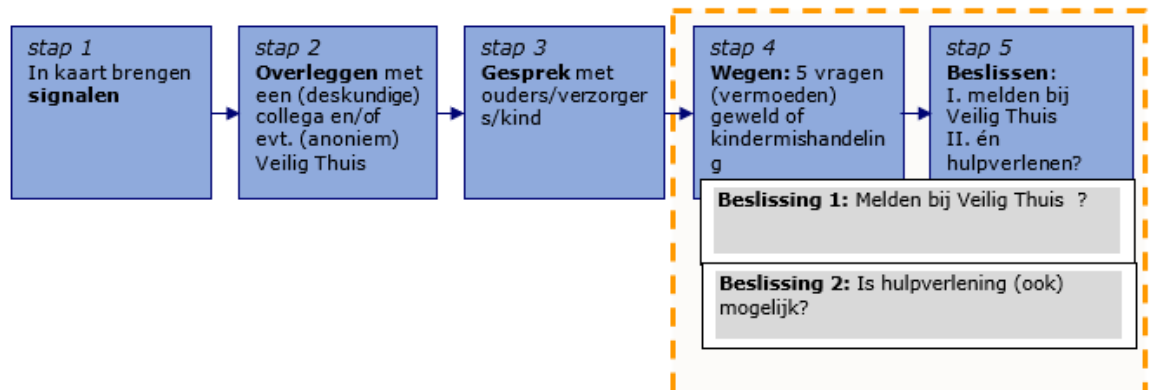 stap 1
In kaart brengen
signalen
stap 2
Overleggen met
een (deskundige)
collega en/of
evt. (anoniem)
Veilig Thuis
stap 3
Gesprek met
ouders/verzorger
s/kind
stap 4
Wegen: 5 vragen
(vermoeden)
geweld of
kindermishandelin
g
stap 5
Beslissen:
I. melden bij
Veilig Thuis
II. én
hulpverlenen?
Beslissing 1: Melden bij Veilig Thuis ?
Beslissing 2: Is hulpverlening (ook)
mogelijk?